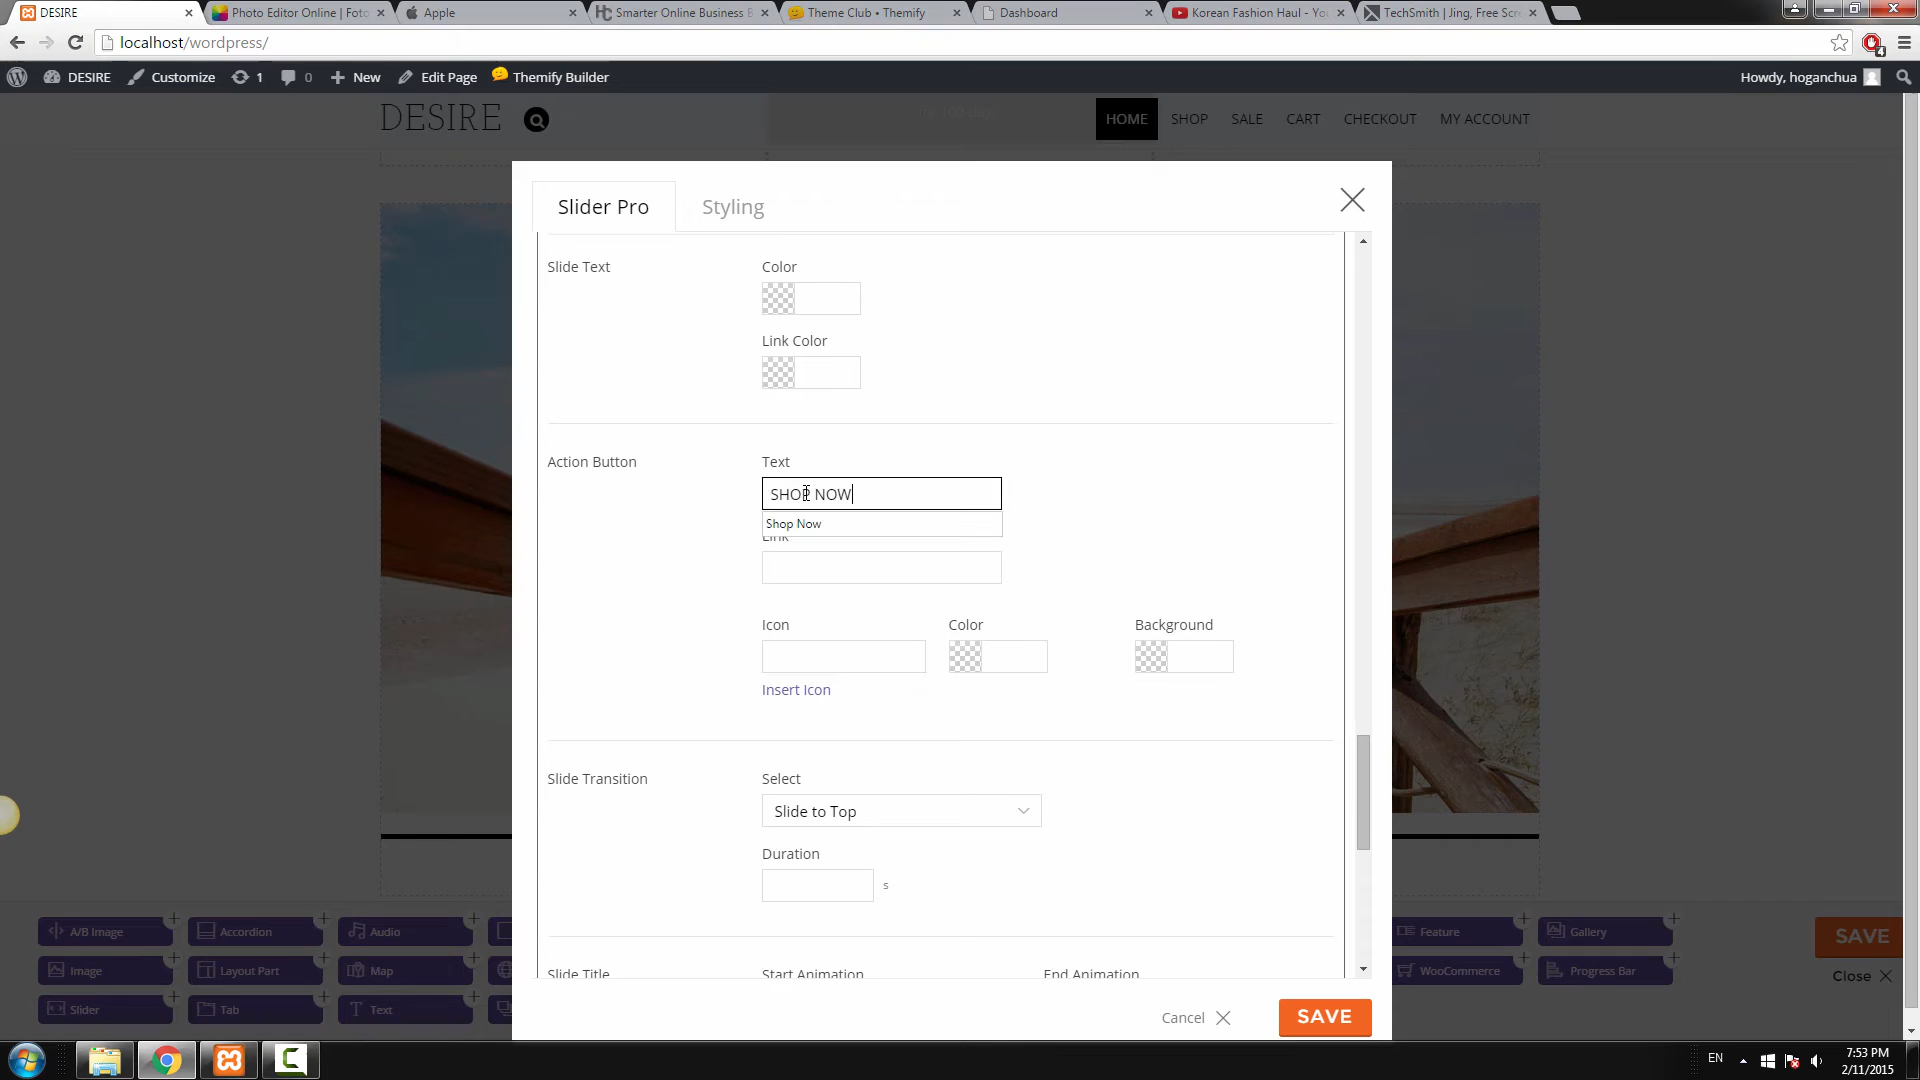 DESIRE
Photo Editor Online | Foto
Apple
Smarter Online Business B
Theme Club • Themify
Dashboard
Korean Fashion Haul - You
TechSmith | Jing, Free Scre
localhost/wordpress/
4
DESIRE
Customize
1
0
New
Edit Page
Themify Builder
Howdy, hoganchua
DESIRE
HOME
SHOP
SALE
CART
CHECKOUT
MY ACCOUNT
Slider Pro
Styling
Slide Text
Color
Link Color
Action Button
Text
SHOP NOW
Shop Now
Link
Icon
Color
Background
Insert Icon
Slide Transition
Select
Slide to Top
Duration
s
Slide Title
Start Animation
End Animation
Cancel
SAVE
A/B Image
Accordion
Audio
Feature
Gallery
SAVE
Image
Layout Part
Map
WooCommerce
Progress Bar
Close
Slider
Tab
Text
EN
7:53 PM
2/11/2015